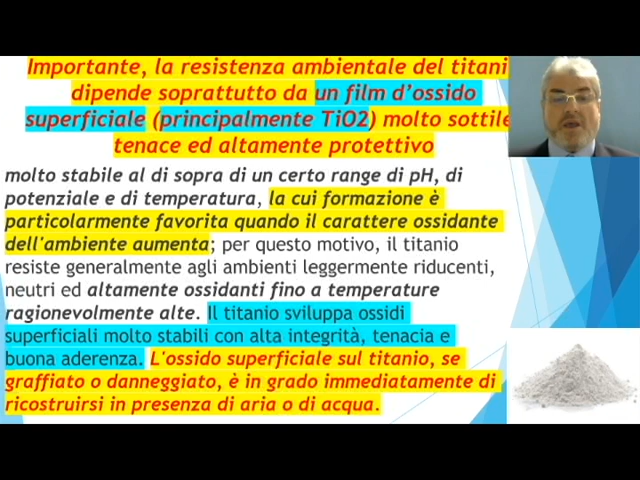 Importante, la resistenza ambientale del titani
dipende soprattutto da un film d'ossido
superficiale (principalmente TiO2) molto sottile
tenace ed altamente protettivo
molto stabile al di sopra di un certo range di pH, di
potenziale e di temperatura, la cui formazione è
particolarmente favorita quando il carattere ossidante
dell'ambiente aumenta; per questo motivo, il titanio
resiste generalmente agli ambienti leggermente riducenti,
neutri ed altamente ossidanti fino a temperature
ragionevolmente alte. Il titanio sviluppa ossidi
superficiali molto stabili con alta integrità, tenacia e
buona aderenza. L'ossido superficiale sul titanio, se
graffiato o danneggiato, è in grado immediatamente di
ricostruirsi in presenza di aria o di acqua.